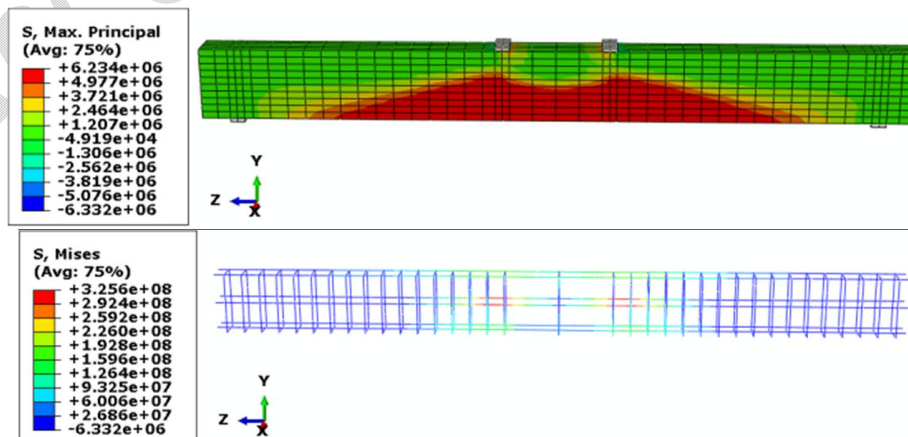 S, Max. Principal
(Avg: 75%)
+6.234e+06
+4.977e+06
+3.721e+06
+2.464e+06
+1.207e+06
-4.919e+04
-1.306e+06
-2.562e+06
-3.819e+06
-5.076e+06
-6.332e+06
Y
Z
X
S, Mises
(Avg: 75%)
+3.256e+08
+2.924e+08
+2.592e+08
+2.260e+08
+1.928e+08
+1.596e+08
+1.264e+08
+9.325e+07
+6.006e+07
+2.686e+07
-6.332e+06
Y
Z
X